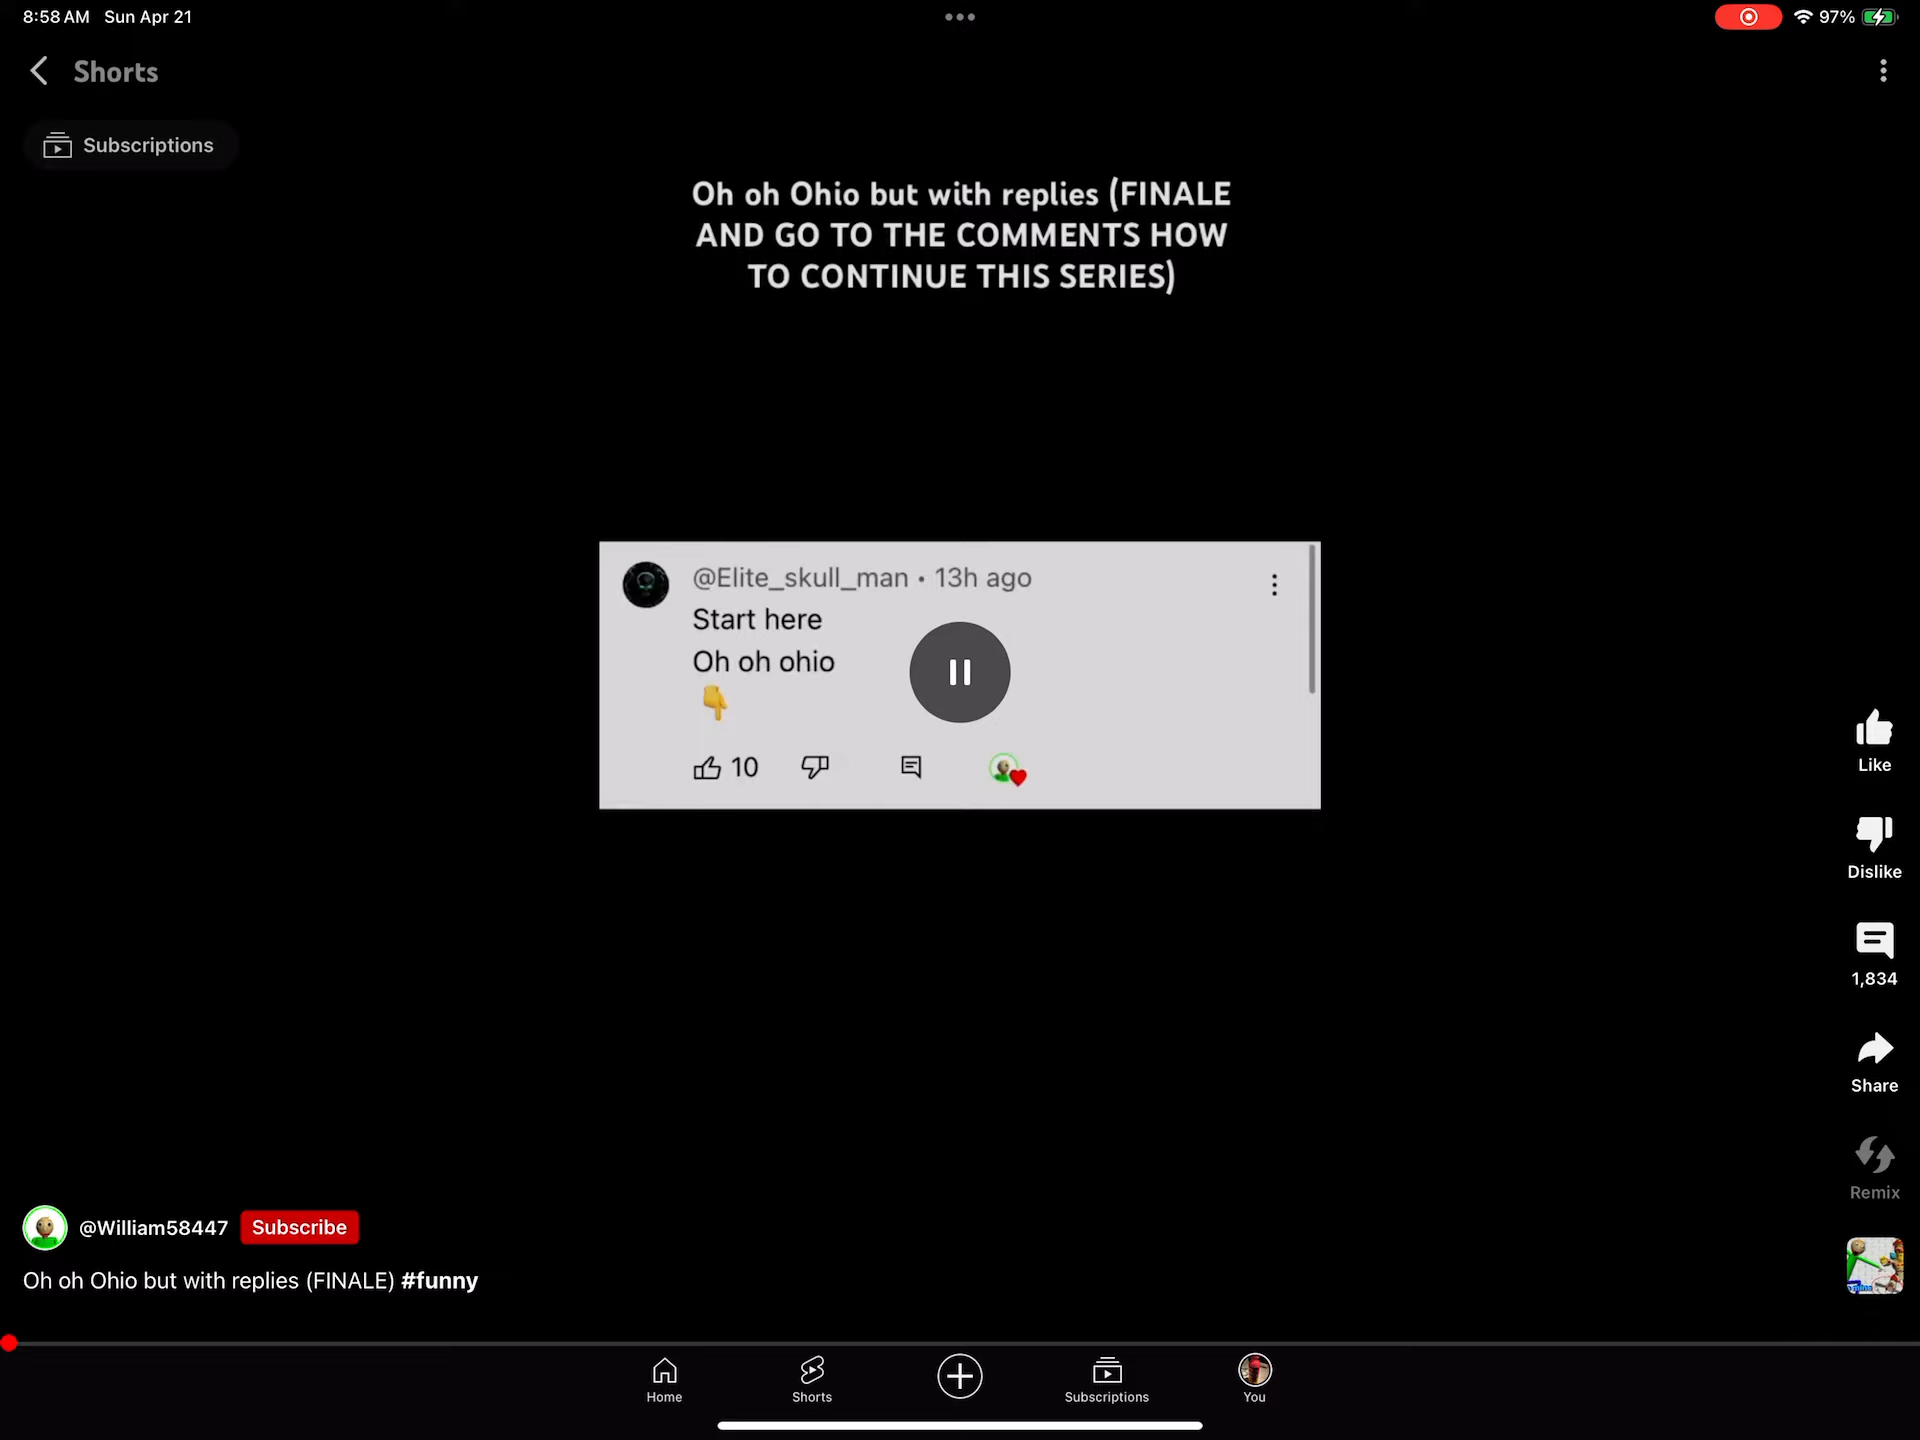 8:58 AM Sun Apr 21
97%
Shorts
Subscriptions
Oh oh Ohio but with replies (FINALE
AND GO TO THE COMMENTS HOW
TO CONTINUE THIS SERIES)
@Elite_skull_man • 13h ago
Start here
Oh oh ohio
👇
10
Like
Dislike
1,834
Share
Remix
@William58447 Subscribe
Oh oh Ohio but with replies (FINALE) #funny
Home Shorts Subscriptions You